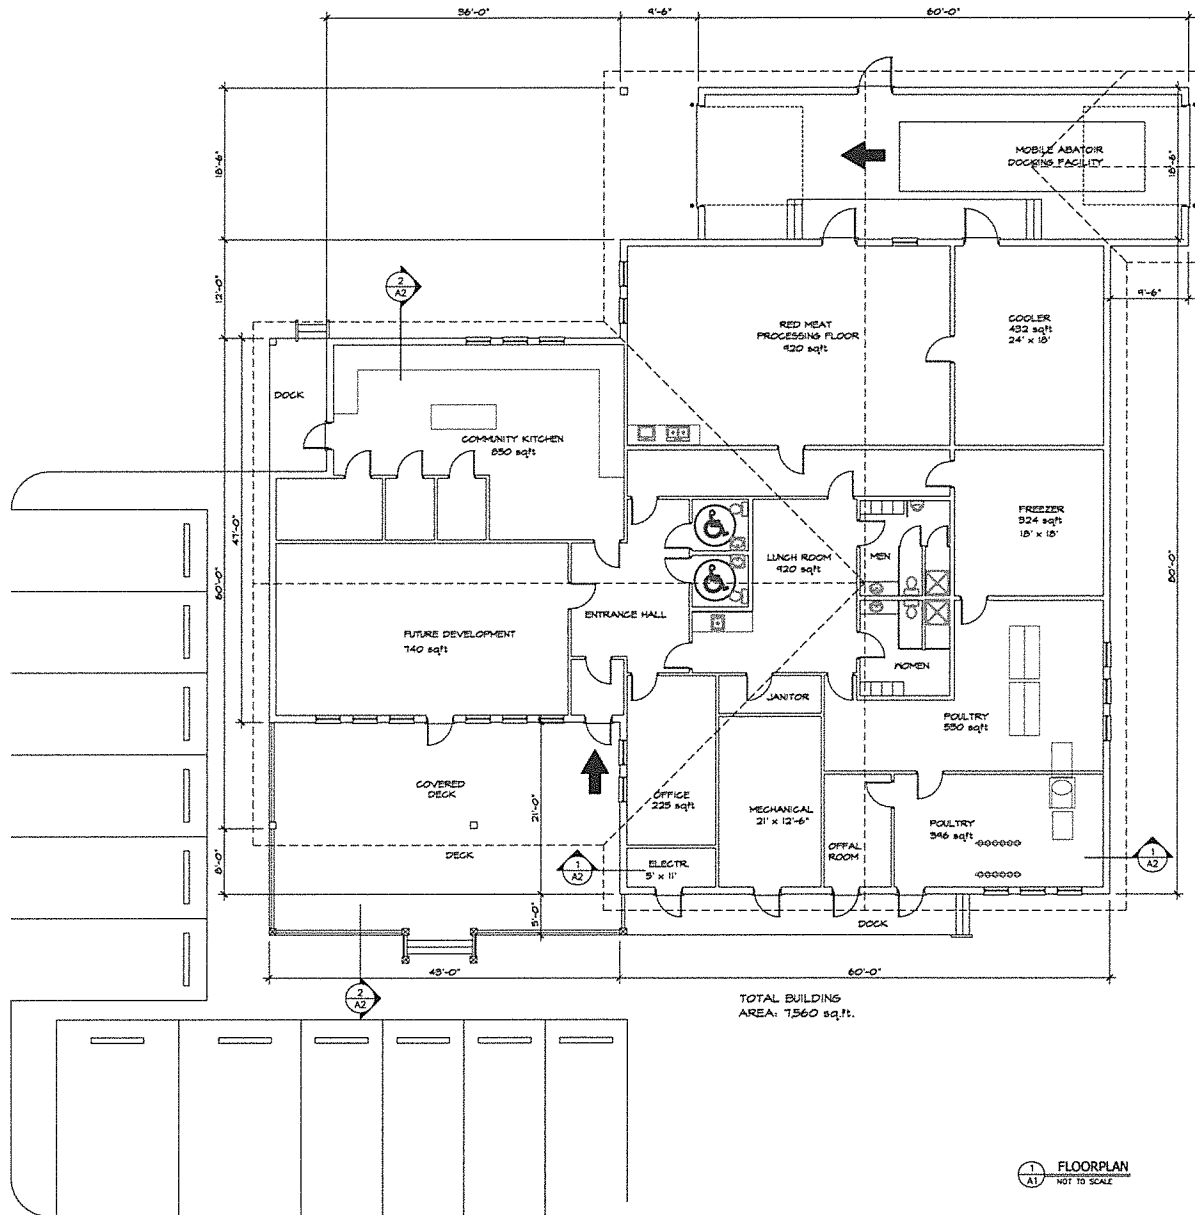 36'-0"
9'-6"
60'-0"
18'-6"
MOBILE ABATOIR
DOCKING FACILITY
18'-6"
12'-0"
2
A2
9'-6"
RED MEAT
PROCESSING FLOOR
920 sqft
COOLER
432 sqft
24' x 18'
DOCK
COMMUNITY KITCHEN
850 sqft
47'-0"
60'-0"
FREEZER
324 sqft
18' x 18'
LUNCH ROOM
920 sqft
MEN
80'-0"
ENTRANCE HALL
FUTURE DEVELOPMENT
740 sqft
WOMEN
JANITOR
POULTRY
550 sqft
COVERED
DECK
21'-0"
OFFICE
225 sqft
MECHANICAL
21' x 12'-6"
POULTRY
396 sqft
OFFAL
ROOM
DECK
8'-0"
1
A2
ELECTR.
5' x 11'
1
A2
5'-0"
DOCK
43'-0"
60'-0"
2
A2
TOTAL BUILDING
AREA: 7,560 sq.ft.
1
A1
FLOORPLAN
NOT TO SCALE